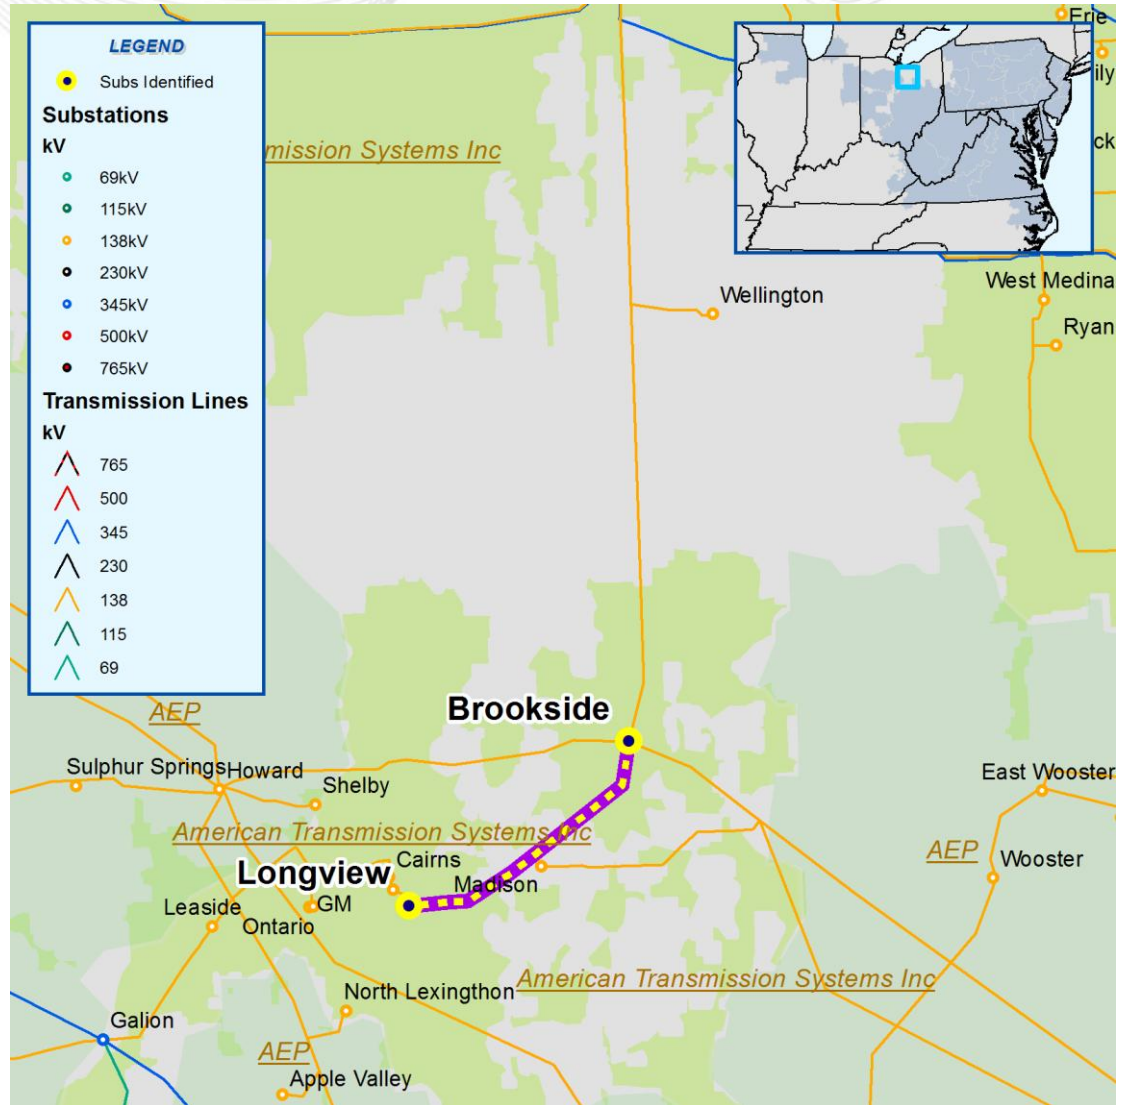 LEGEND
Subs Identified
Substations
kV
69kV
115kV
138kV
230kV
345kV
500kV
765kV
Transmission Lines
kV
765
500
345
230
138
115
69
mission Systems Inc
Erie
ily
ck
Wellington
West Medina
Ryan
Brookside
AEP
Sulphur Springs
Howard
Shelby
East Wooster
American Transmission Systems Inc
AEP
Wooster
Cairns
Longview
Madison
Leaside
GM
Ontario
American Transmission Systems Inc
North Lexingthon
Galion
AEP
Apple Valley